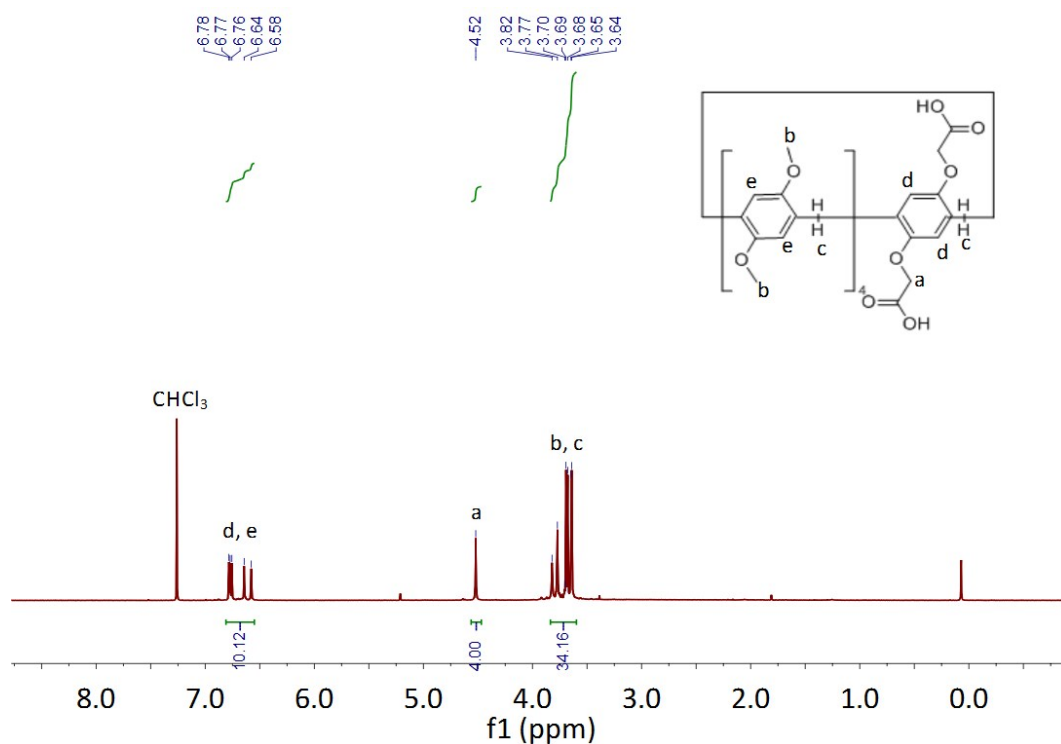 6.78
6.77
6.76
6.64
6.58
4.52
3.82
3.77
3.70
3.69
3.68
3.65
3.64
HO
O
b
O
O
e
d
H
H
e
c
d
H
H
c
O
O
a
b
4
O
OH
CHCl₃
b, c
d, e
a
10.12
4.00
34.16
8.0 7.0 6.0 5.0 4.0 3.0 2.0 1.0 0.0
f1 (ppm)